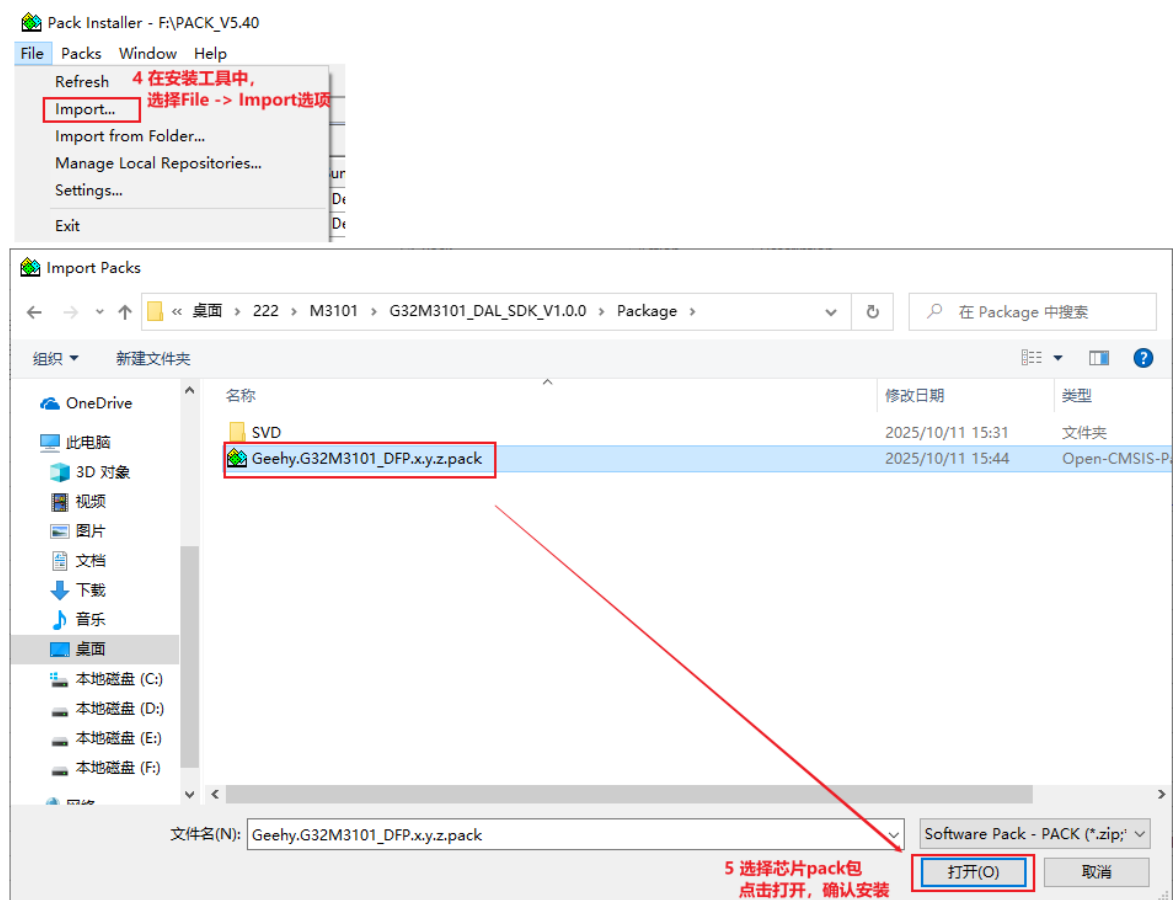 Pack Installer - F:\PACK_V5.40
File Packs Window Help
Refresh
4 在安装工具中，
选择File -> Import选项
Import...
Import from Folder...
Manage Local Repositories...
Settings...
Exit
Import Packs
« 桌面 › 222 › M3101 › G32M3101_DAL_SDK_V1.0.0 › Package ›
在 Package 中搜索
组织 新建文件夹
名称 修改日期 类型
OneDrive
此电脑
3D 对象
视频
图片
文档
下载
音乐
桌面
本地磁盘 (C:)
本地磁盘 (D:)
本地磁盘 (E:)
本地磁盘 (F:)
SVD 2025/10/11 15:31 文件夹
Geehy.G32M3101_DFP.x.y.z.pack 2025/10/11 15:44 Open-CMSIS-Pa
文件名(N): Geehy.G32M3101_DFP.x.y.z.pack Software Pack - PACK (*.zip;*
5 选择芯片pack包
点击打开，确认安装
打开(O) 取消